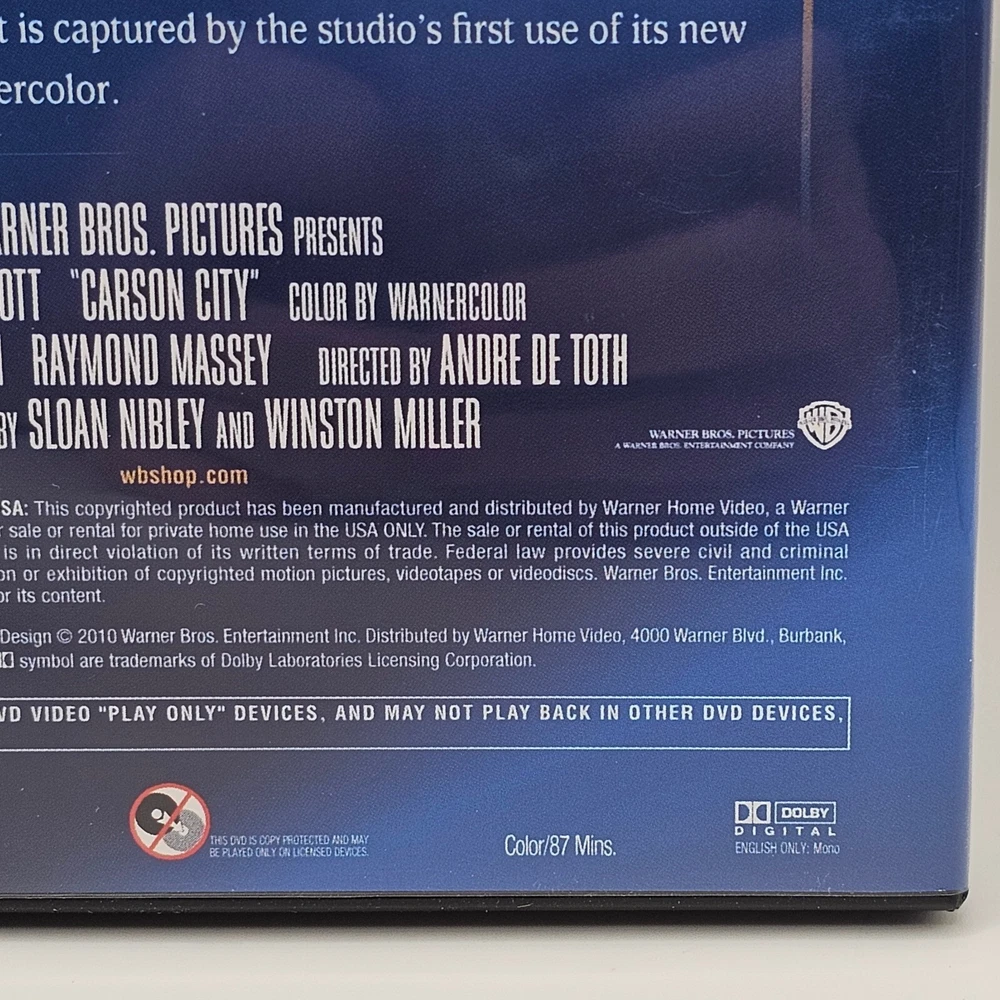 t is captured by the studio's first use of its new
ercolor.
ARNER BROS. PICTURES PRESENTS
OTT "CARSON CITY" COLOR BY WARNERCOLOR
RAYMOND MASSEY DIRECTED BY ANDRE DE TOTH
BY SLOAN NIBLEY AND WINSTON MILLER
WB
WARNER BROS. PICTURES
A WARNER BROS. ENTERTAINMENT COMPANY
wbshop.com
SA: This copyrighted product has been manufactured and distributed by Warner Home Video, a Warner
r sale or rental for private home use in the USA ONLY. The sale or rental of this product outside of the USA
is in direct violation of its written terms of trade. Federal law provides severe civil and criminal
on or exhibition of copyrighted motion pictures, videotapes or videodiscs. Warner Bros. Entertainment Inc.
or its content.
Design © 2010 Warner Bros. Entertainment Inc. Distributed by Warner Home Video, 4000 Warner Blvd., Burbank,
symbol are trademarks of Dolby Laboratories Licensing Corporation.
VD VIDEO "PLAY ONLY" DEVICES, AND MAY NOT PLAY BACK IN OTHER DVD DEVICES,
THIS DVD IS COPY PROTECTED AND MAY
BE PLAYED ONLY ON LICENSED DEVICES.
Color/87 Mins.
DOLBY
DIGITAL
ENGLISH ONLY: Mono